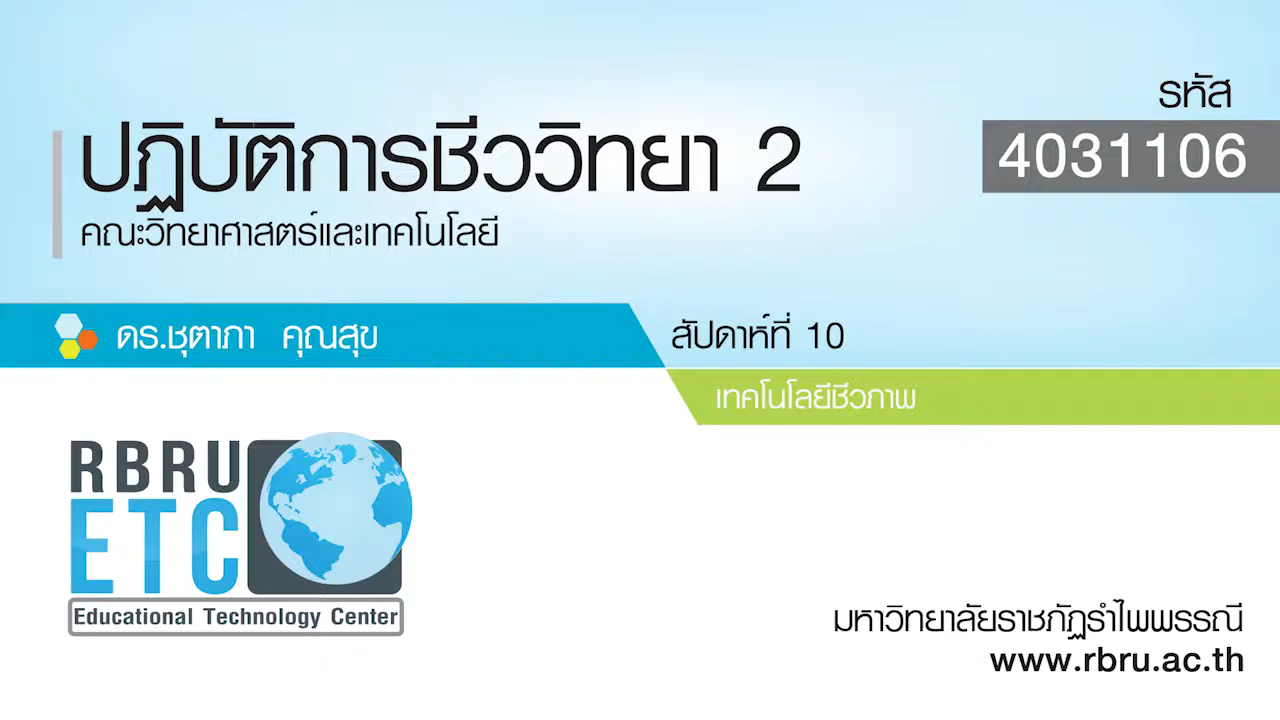 รหัส
4031106
ปฏิบัติการชีววิทยา 2
คณะวิทยาศาสตร์และเทคโนโลยี
ดร.ชุตาภา คุณสุข
สัปดาห์ที่ 10
เทคโนโลยีชีวภาพ
RBRU
ETC
Educational Technology Center
มหาวิทยาลัยราชภัฏรำไพพรรณี
www.rbru.ac.th